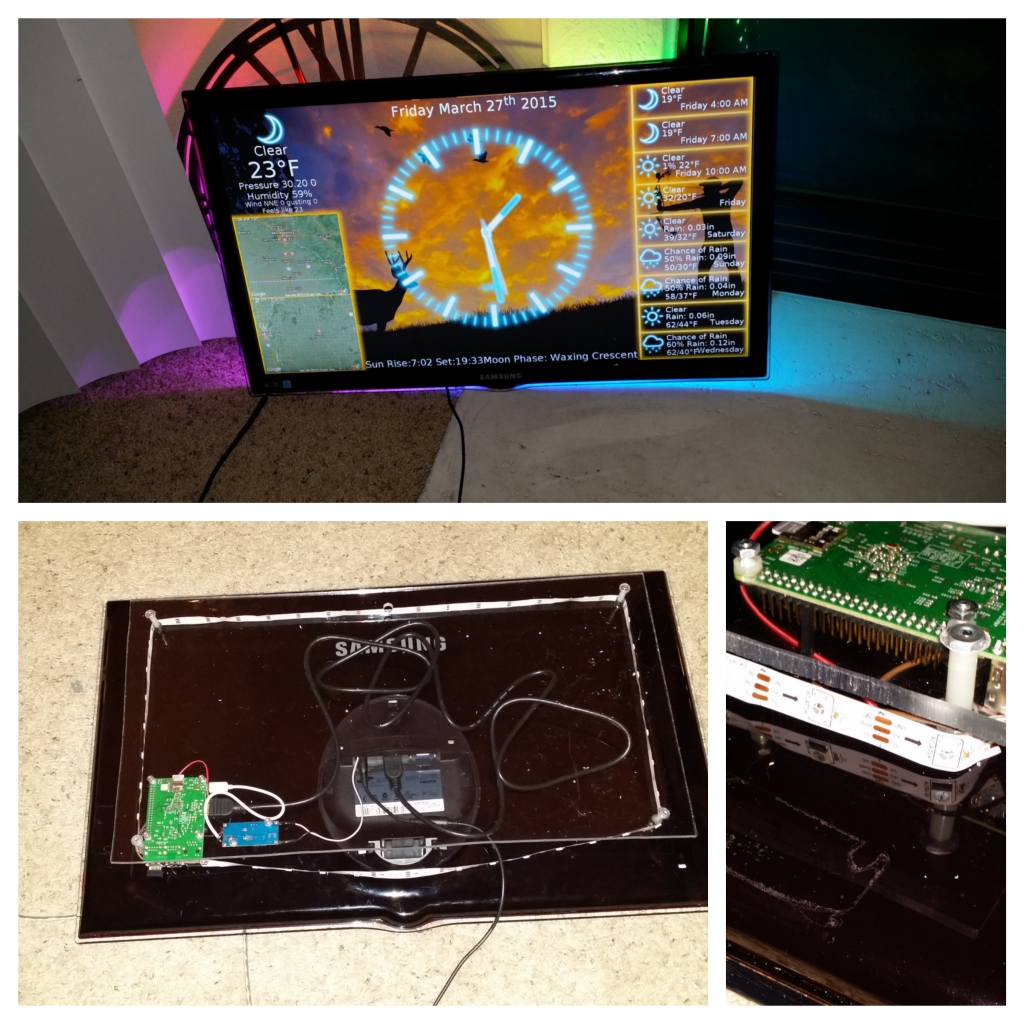 Friday March 27th 2015
Clear
23°F
Pressure 30.20 0
Humidity 59%
Wind NNE 0 gusting 0
Feels like 23
Clear
19°F
Friday 4:00 AM
Clear
19°F
Friday 7:00 AM
Clear
1% 22°F
Friday 10:00 AM
Clear
32/20°F
Friday
Clear
Rain: 0.03in
39/32°F Saturday
Chance of Rain
50% Rain: 0.09in
50/30°F Sunday
Chance of Rain
50% Rain: 0.04in
58/37°F Monday
Clear
Rain: 0.06in
62/44°F Tuesday
Chance of Rain
60% Rain: 0.12in
62/40°F Wednesday
Sun Rise:7:02 Set:19:33 Moon Phase: Waxing Crescent
SAMSUNG
SAMSUNG